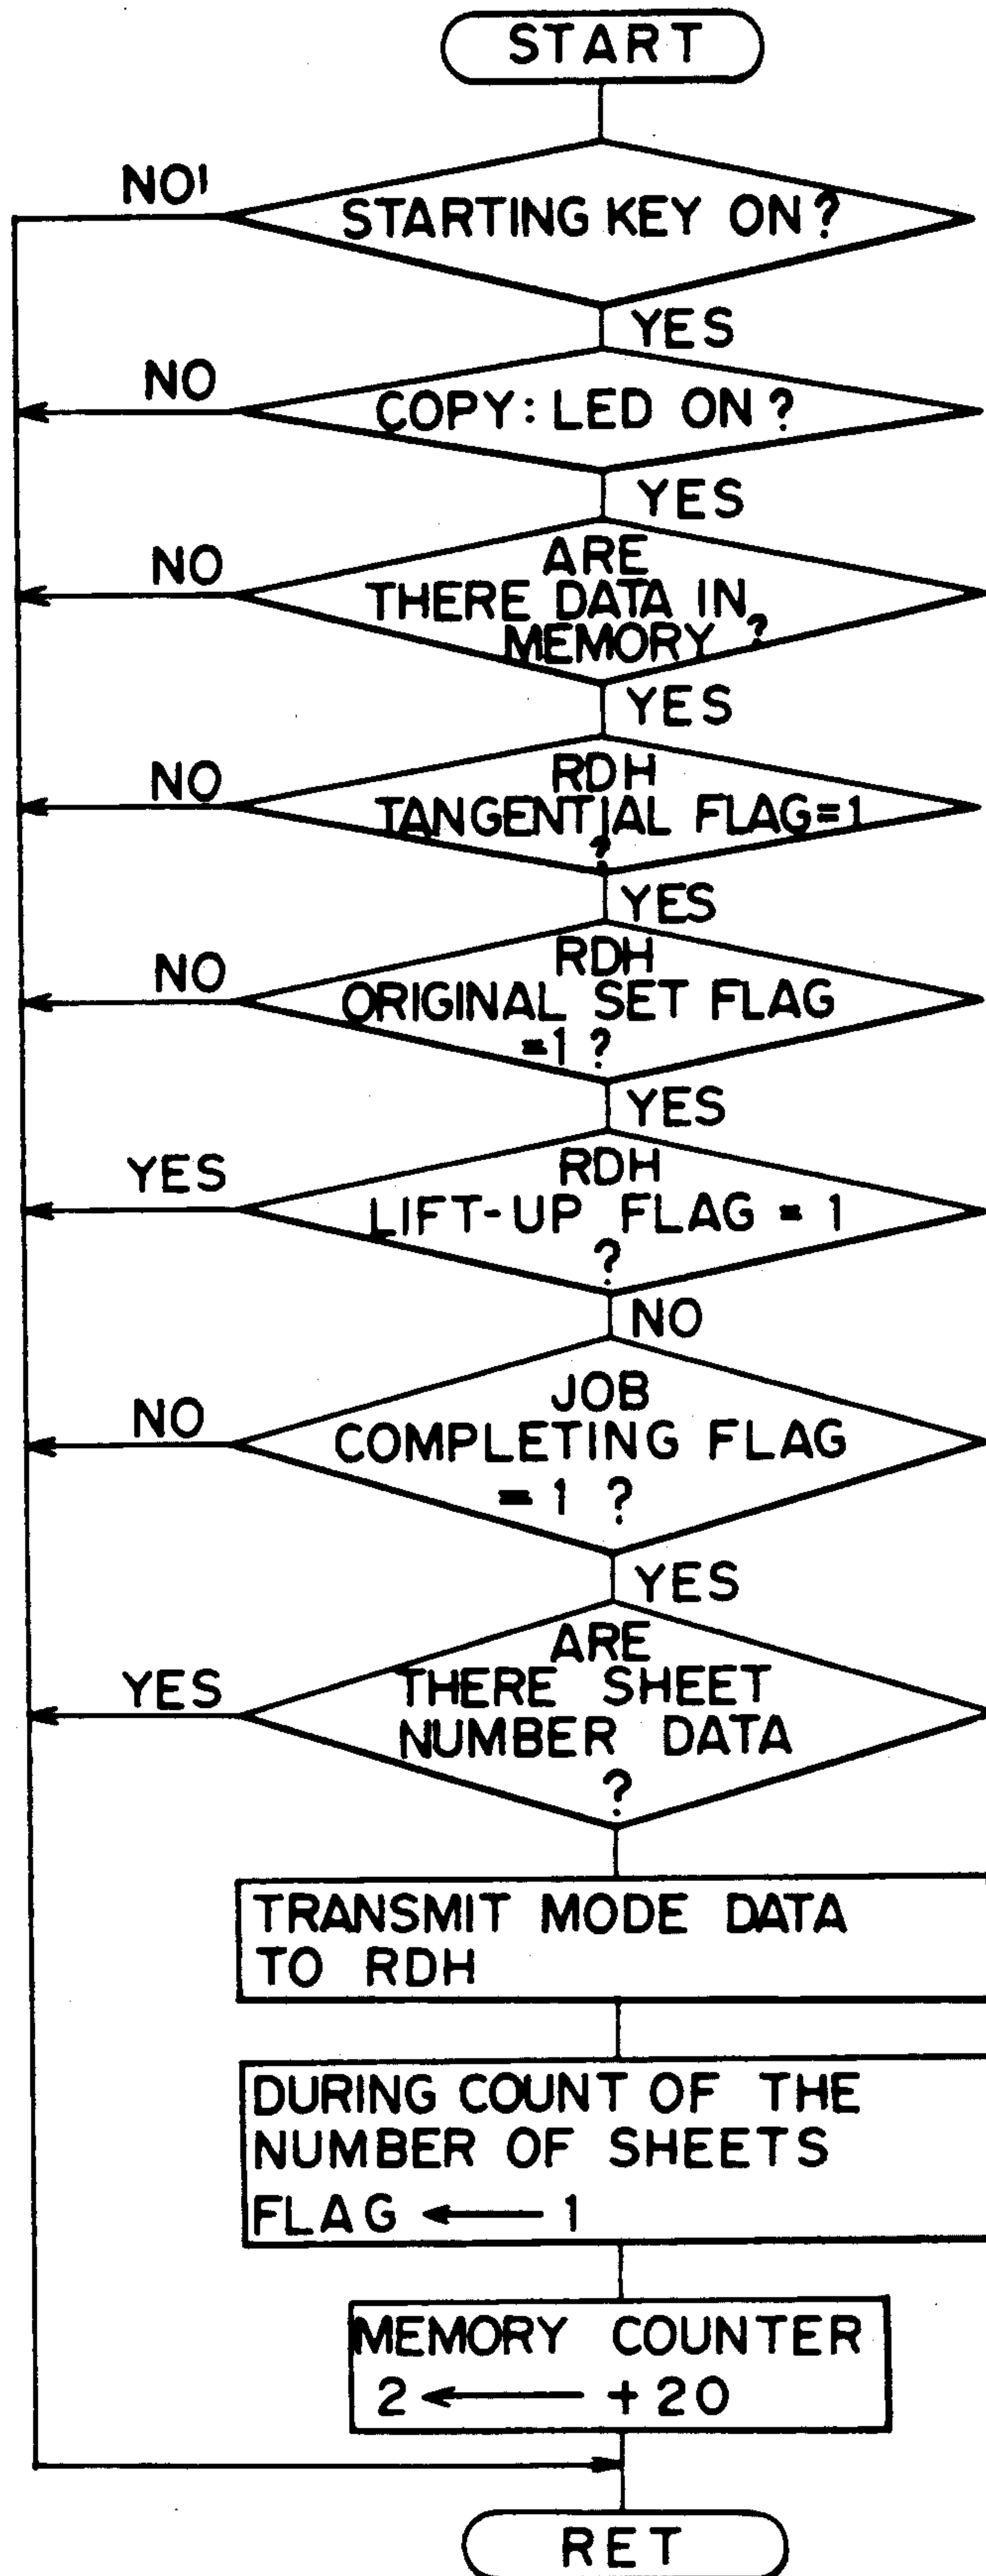 START
NO
STARTING KEY ON?
YES
NO
COPY: LED ON?
YES
NO
ARE
THERE DATA IN
MEMORY ?
YES
NO
RDH
TANGENTIAL FLAG=1
?
YES
NO
RDH
ORIGINAL SET FLAG
=1 ?
YES
YES
RDH
LIFT-UP FLAG = 1
?
NO
NO
JOB
COMPLETING FLAG
= 1 ?
YES
YES
ARE
THERE SHEET
NUMBER DATA
?
TRANSMIT MODE DATA
TO RDH
DURING COUNT OF THE
NUMBER OF SHEETS
FLAG ← 1
MEMORY COUNTER
2 ← +20
RET